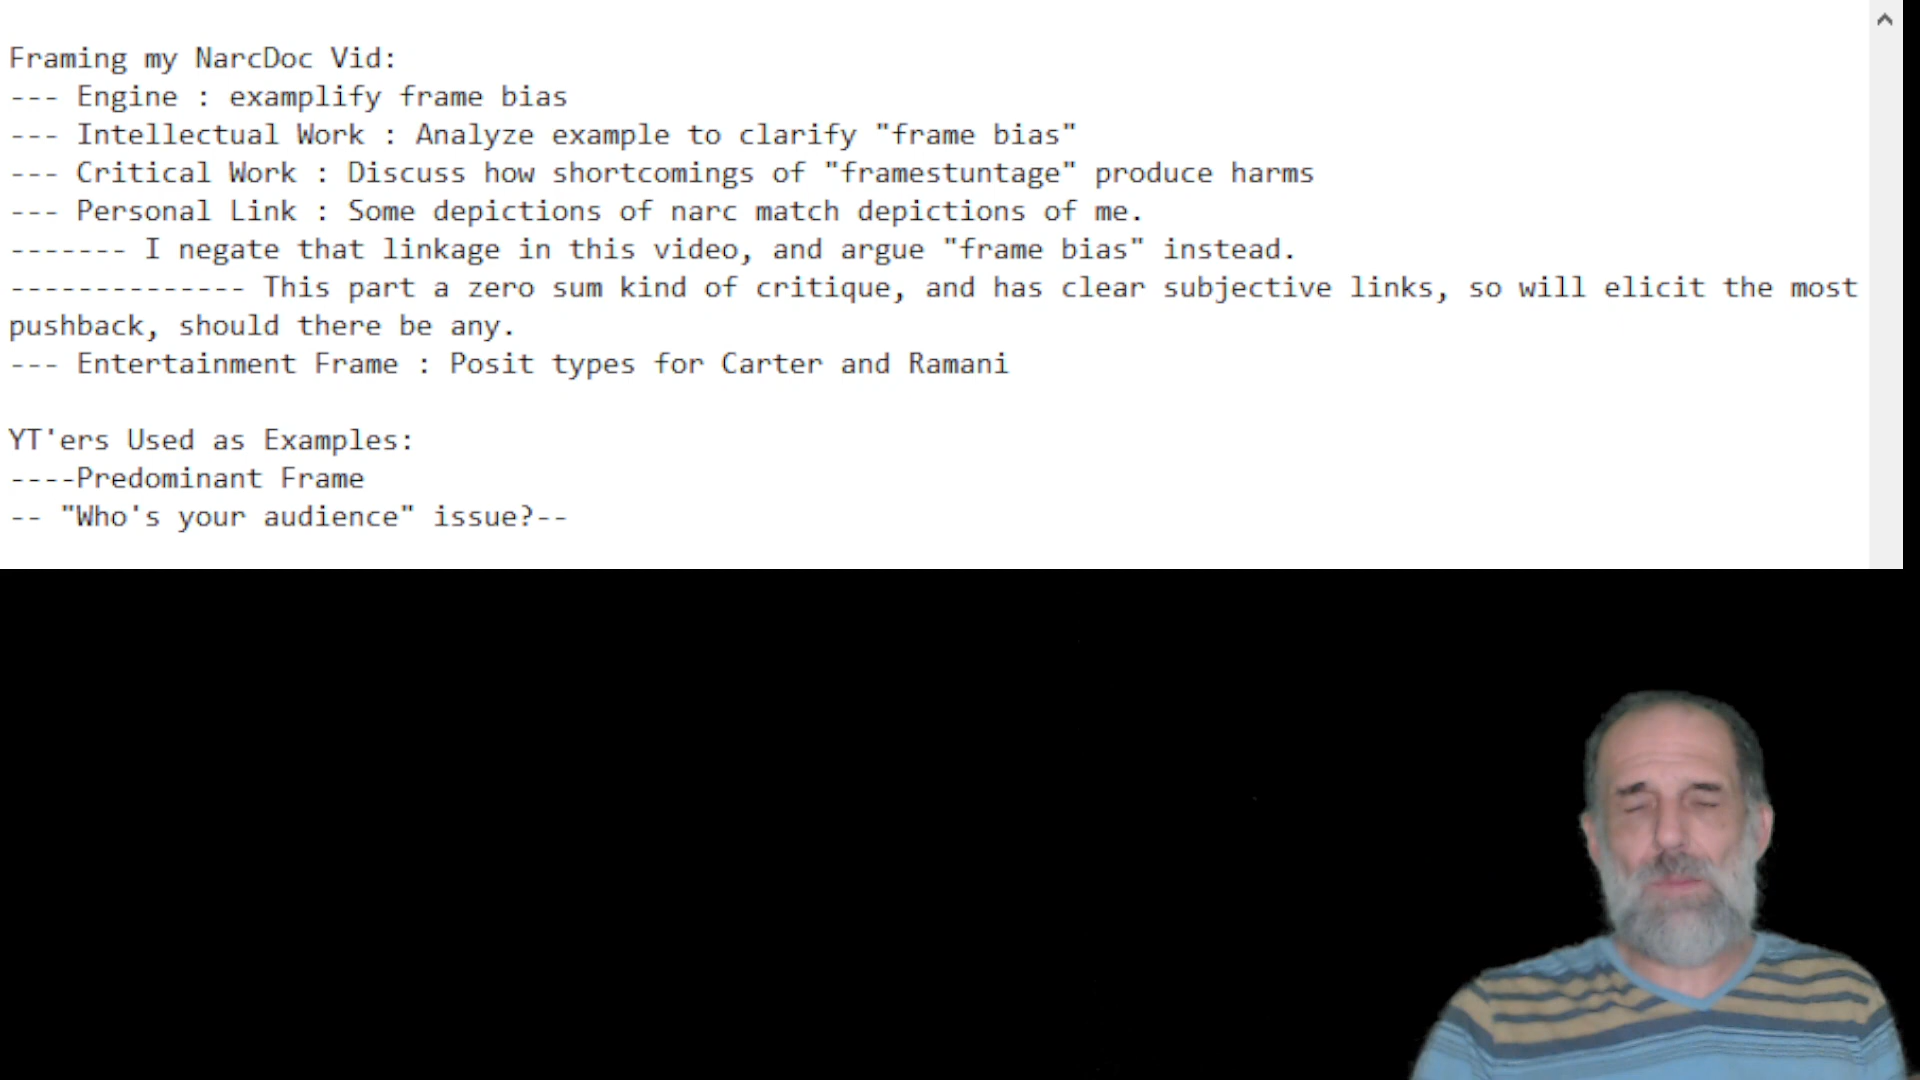 Framing my NarcDoc Vid:
--- Engine : examplify frame bias
--- Intellectual Work : Analyze example to clarify "frame bias"
--- Critical Work : Discuss how shortcomings of "framestuntage" produce harms
--- Personal Link : Some depictions of narc match depictions of me.
------- I negate that linkage in this video, and argue "frame bias" instead.
-------------- This part a zero sum kind of critique, and has clear subjective links, so will elicit the most
pushback, should there be any.
--- Entertainment Frame : Posit types for Carter and Ramani
YT'ers Used as Examples:
----Predominant Frame
-- "Who's your audience" issue?--